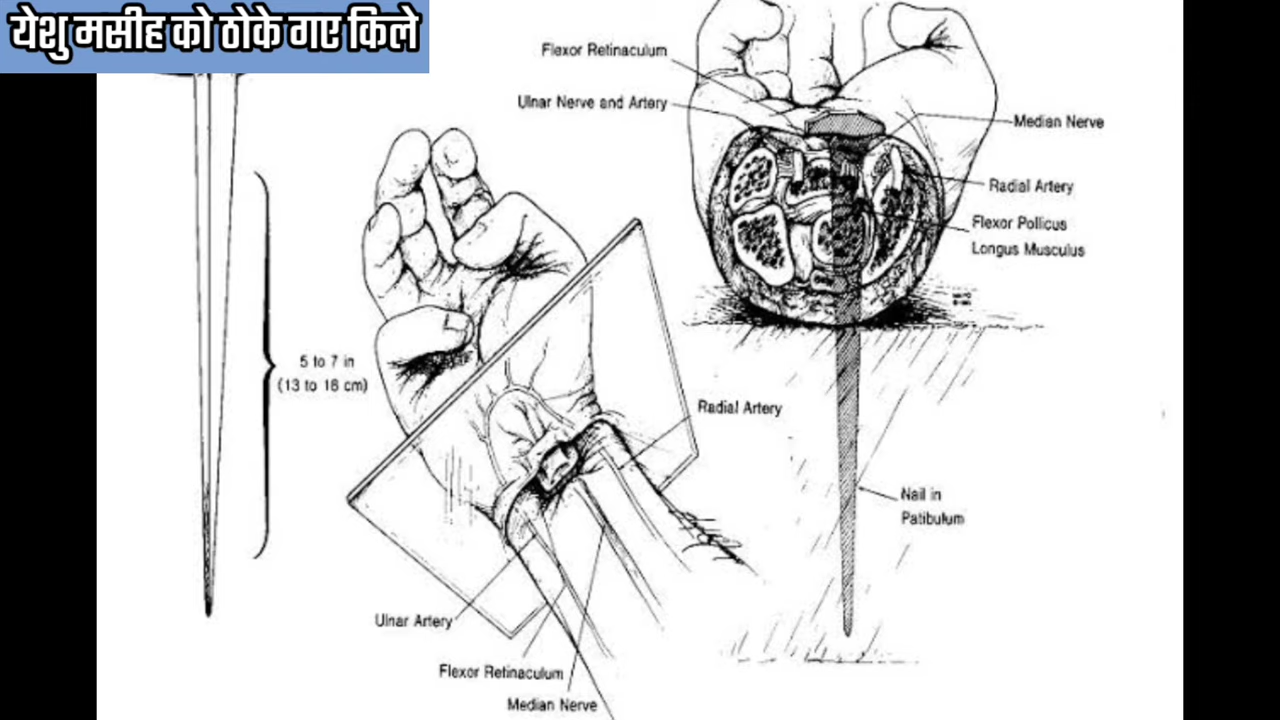 येशु मसीह को ठोके गए किले
Flexor Retinaculum
Ulnar Nerve and Artery
Median Nerve
Radial Artery
Flexor Pollicus
Longus Musculus
5 to 7 in
(13 to 18 cm)
Radial Artery
Nail in
Patibulum
Ulnar Artery
Flexor Retinaculum
Median Nerve